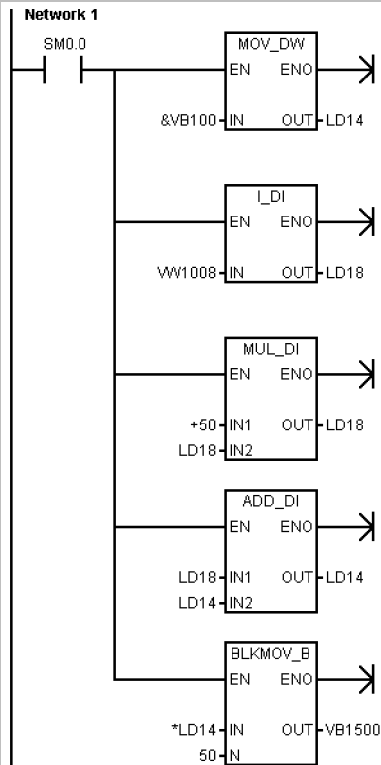 Network 1
SM0.0
MOV_DW
EN ENO
&VB100 IN OUT LD14
I_DI
EN ENO
VW1008 IN OUT LD18
MUL_DI
EN ENO
+50 IN1 OUT LD18
LD18 IN2
ADD_DI
EN ENO
LD18 IN1 OUT LD14
LD14 IN2
BLKMOV_B
EN ENO
*LD14 IN OUT VB1500
50 N